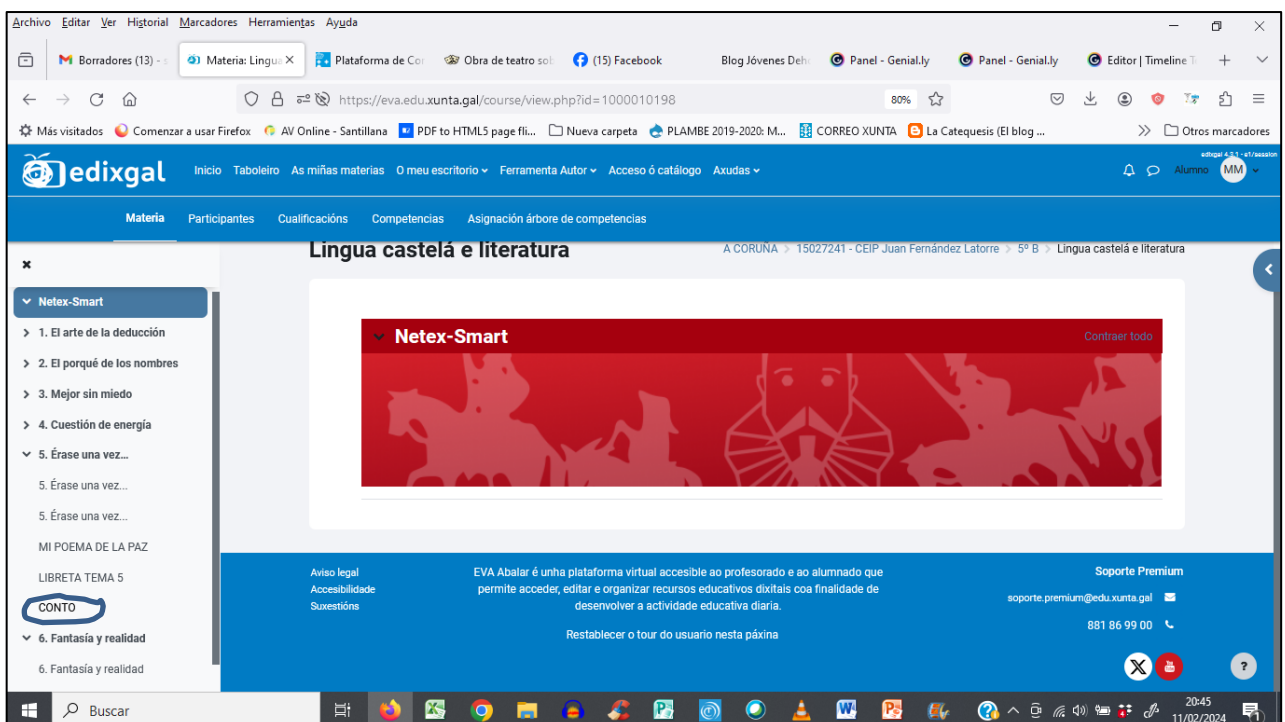 Archivo Editar Ver Historial Marcadores Herramientas Ayuda
Borradores (13) - s
Materia: Lingua
Plataforma de Cor
Obra de teatro sob
(15) Facebook
Blog Jóvenes Deho
Panel - Genial.ly
Panel - Genial.ly
Editor | Timeline T
https://eva.edu.xunta.gal/course/view.php?id=1000010198
80%
Más visitados Comenzar a usar Firefox AV Online - Santillana PDF to HTML5 page fli... Nueva carpeta PLAMBE 2019-2020: M... CORREO XUNTA La Catequesis (El blog ... Otros marcadores
edixgal 4.2.1 - e1/session
edixgal Inicio Taboleiro As miñas materias O meu escritorio Ferramenta Autor Acceso ó catálogo Axudas Alumno MM
Materia Participantes Cualificacións Competencias Asignación árbore de competencias
Lingua castelá e literatura
A CORUÑA > 15027241 - CEIP Juan Fernández Latorre > 5º B > Lingua castelá e literatura
Netex-Smart
1. El arte de la deducción
2. El porqué de los nombres
3. Mejor sin miedo
4. Cuestión de energía
5. Érase una vez...
5. Érase una vez...
5. Érase una vez...
MI POEMA DE LA PAZ
LIBRETA TEMA 5
CONTO
6. Fantasía y realidad
6. Fantasía y realidad
Netex-Smart
Contraer todo
Aviso legal
Accesibilidade
Suxestións
EVA Abalar é unha plataforma virtual accesible ao profesorado e ao alumnado que
permite acceder, editar e organizar recursos educativos dixitais coa finalidade de
desenvolver a actividade educativa diaria.
Restablecer o tour do usuario nesta páxina
Soporte Premium
soporte.premium@edu.xunta.gal
881 86 99 00
?
Buscar
20:45
11/02/2024